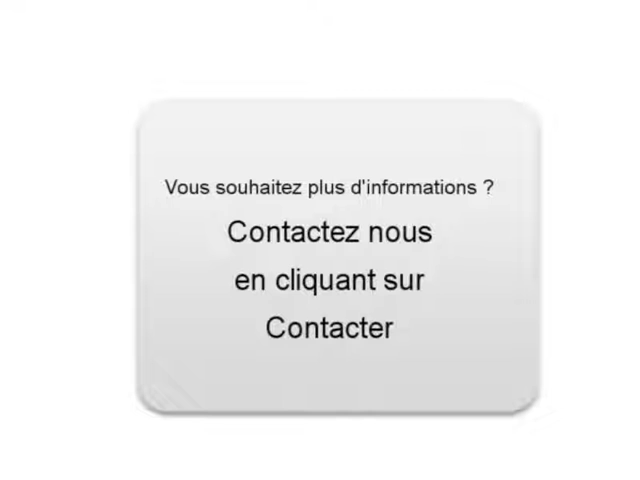 Vous souhaitez plus d'informations ?
Contactez nous
en cliquant sur
Contacter